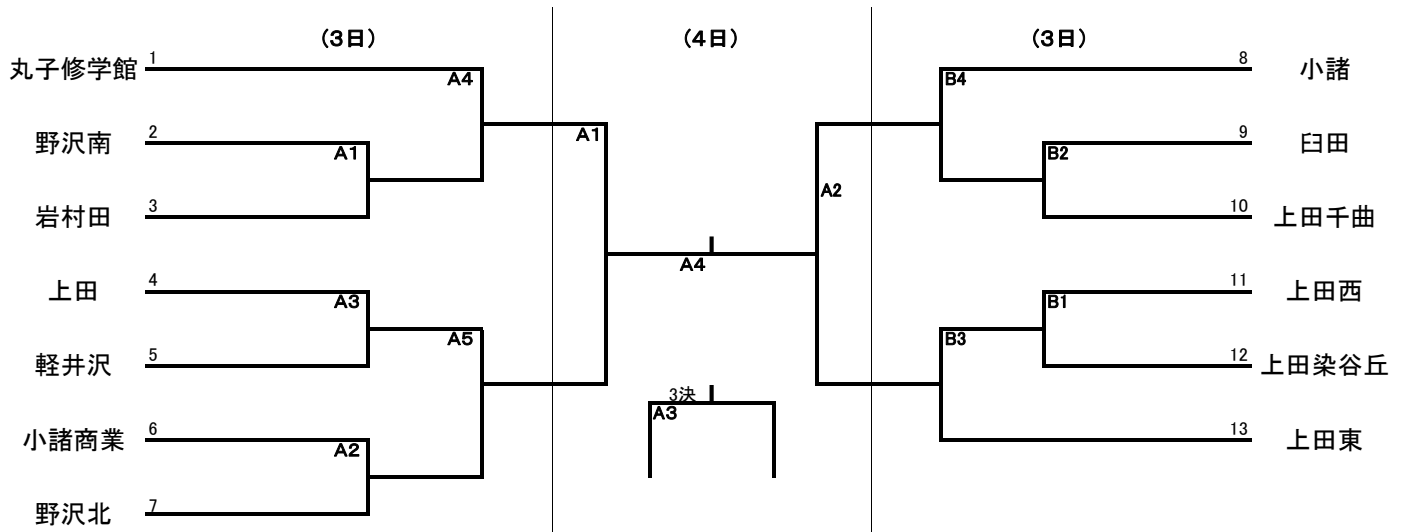 (3日)
(4日)
(3日)
丸子修学館 1
A4
野沢南 2
A1
岩村田 3
上田 4
A3
軽井沢 5
A5
小諸商業 6
A2
野沢北 7
A1
A4
A2
3決
A3
8 小諸
B4
9 臼田
B2
10 上田千曲
11 上田西
B1
B3
12 上田染谷丘
13 上田東